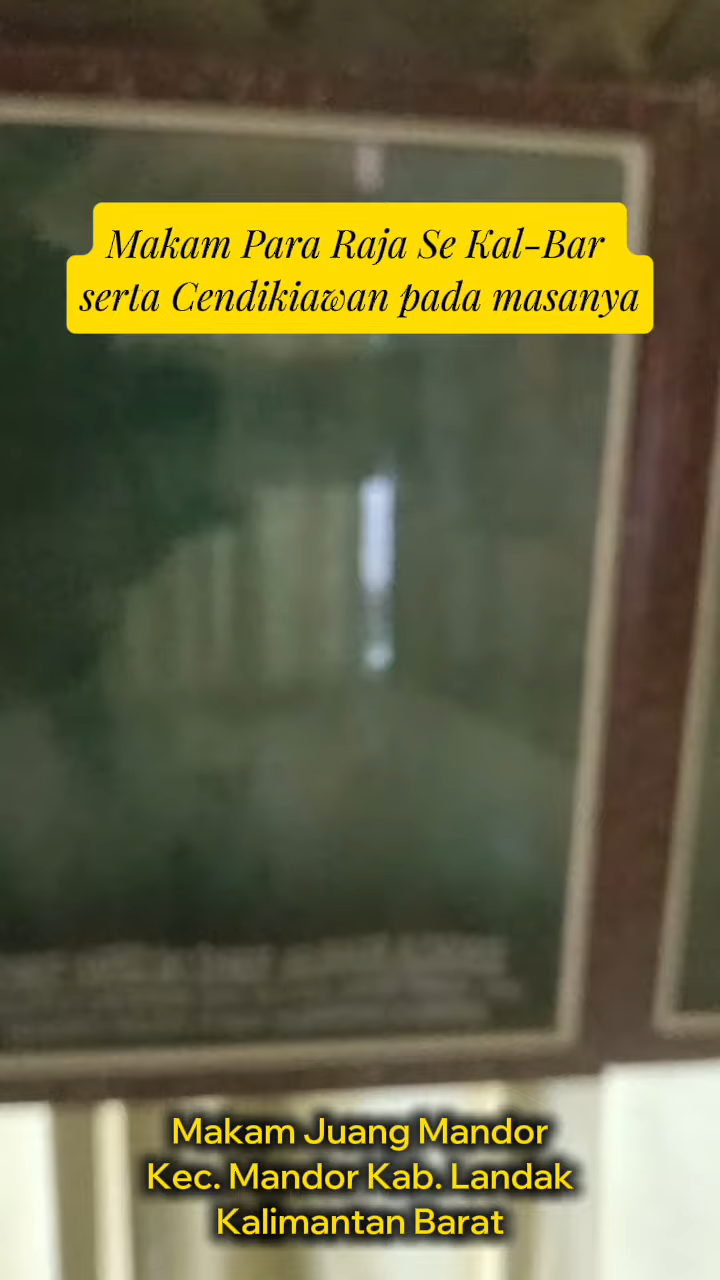 Makam Para Raja Se Kal-Bar
serta Cendikiawan pada masanya
Makam Juang Mandor
Kec. Mandor Kab. Landak
Kalimantan Barat